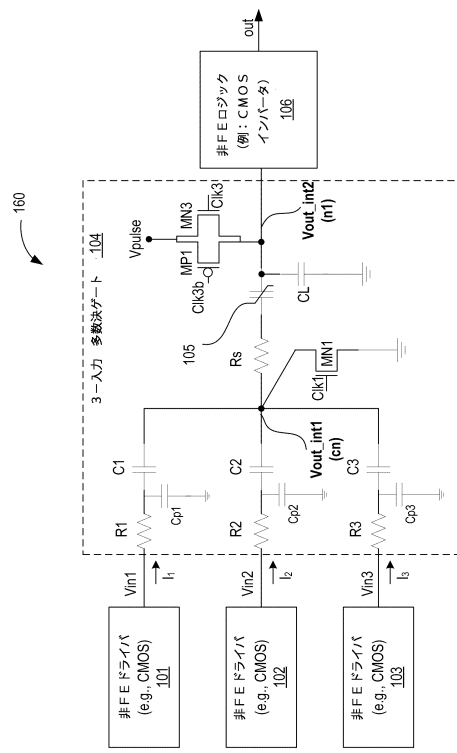 160
3-入力 多数決ゲート 104
非FEドライバ
(e.g., CMOS)
101
Vin1
I1
R1
Cp1
C1
非FEドライバ
(e.g., CMOS)
102
Vin2
I2
R2
Cp2
C2
非FEドライバ
(e.g., CMOS)
103
Vin3
I3
R3
Cp3
C3
Vout_int1
(cn)
Clk1
MN1
Rs
105
CL
Vpulse
Clk3b
MP1
MN3
Clk3
Vout_int2
(n1)
非FEロジック
(例:CMOS
インバータ)
106
out